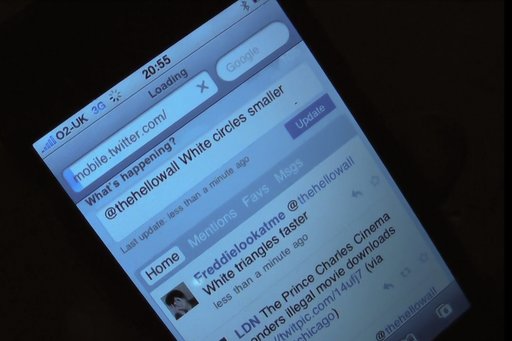 O2-UK 3G 20:55
Loading
mobile.twitter.com/
Google
What's happening?
@thehellowall White circles smaller
Update
Last update: less than a minute ago
Home Mentions Favs Msgs
Freddielookatme @thehellowall
White triangles faster
less than a minute ago
LDN The Prince Charles Cinema
illegal movie downloads
/twitpic.com/14ufj7 (via
chicago)
@thehellowall